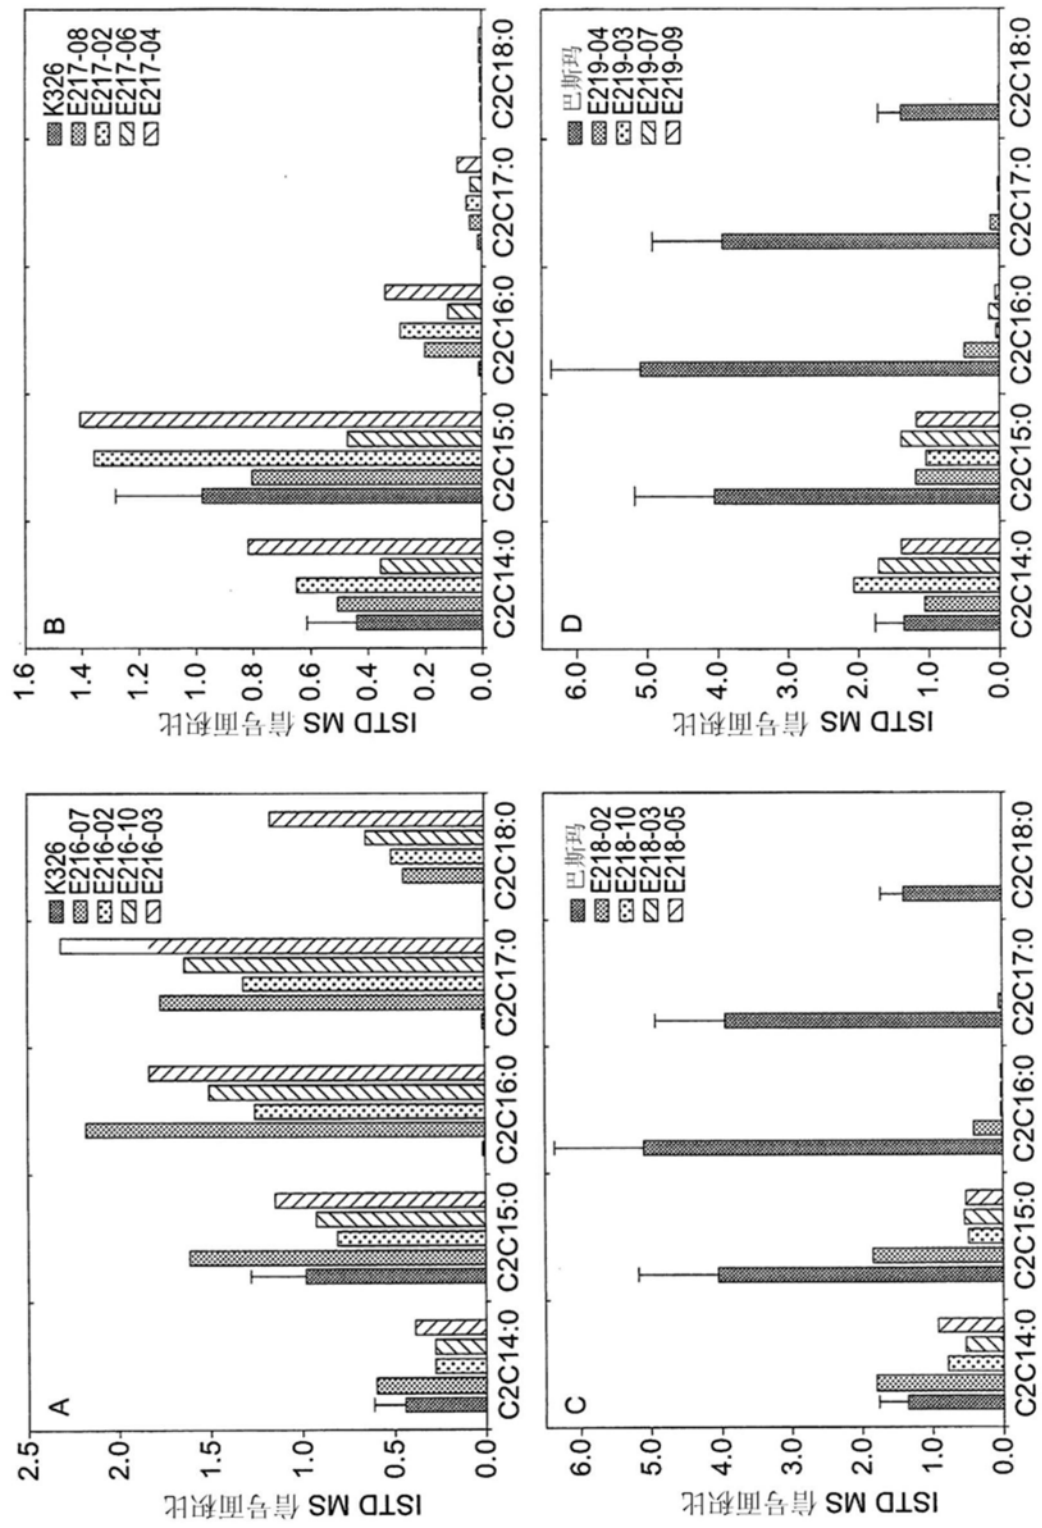 A
K326
E216-07
E216-02
E216-10
E216-03
ISTD MS 信号面积比
2.5
2.0
1.5
1.0
0.5
0.0
C2C14:0 C2C15:0 C2C16:0 C2C17:0 C2C18:0
B
K326
E217-08
E217-02
E217-06
E217-04
ISTD MS 信号面积比
1.6
1.4
1.2
1.0
0.8
0.6
0.4
0.2
0.0
C2C14:0 C2C15:0 C2C16:0 C2C17:0 C2C18:0
C
巴斯玛
E218-02
E218-10
E218-03
E218-05
ISTD MS 信号面积比
6.0
5.0
4.0
3.0
2.0
1.0
0.0
C2C14:0 C2C15:0 C2C16:0 C2C17:0 C2C18:0
D
巴斯玛
E219-04
E219-03
E219-07
E219-09
ISTD MS 信号面积比
6.0
5.0
4.0
3.0
2.0
1.0
0.0
C2C14:0 C2C15:0 C2C16:0 C2C17:0 C2C18:0